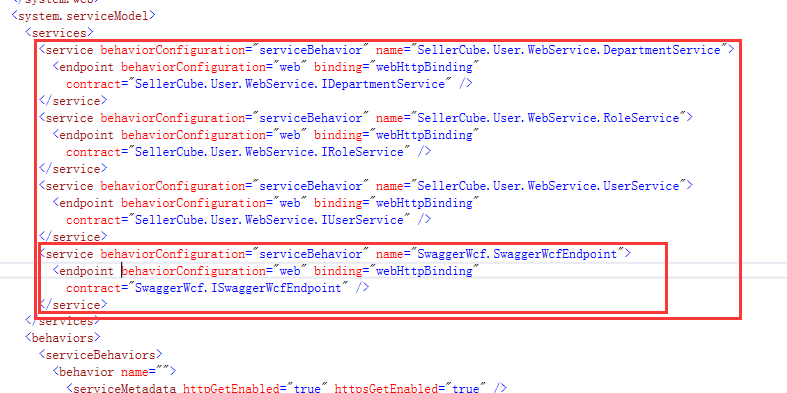 </system.web>
<system.serviceModel>
<services>
<service behaviorConfiguration="serviceBehavior" name="SellerCube.User.WebService.DepartmentService">
<endpoint behaviorConfiguration="web" binding="webHttpBinding"
contract="SellerCube.User.WebService.IDepartmentService" />
</service>
<service behaviorConfiguration="serviceBehavior" name="SellerCube.User.WebService.RoleService">
<endpoint behaviorConfiguration="web" binding="webHttpBinding"
contract="SellerCube.User.WebService.IRoleService" />
</service>
<service behaviorConfiguration="serviceBehavior" name="SellerCube.User.WebService.UserService">
<endpoint behaviorConfiguration="web" binding="webHttpBinding"
contract="SellerCube.User.WebService.IUserService" />
</service>
<service behaviorConfiguration="serviceBehavior" name="SwaggerWcf.SwaggerWcfEndpoint">
<endpoint behaviorConfiguration="web" binding="webHttpBinding"
contract="SwaggerWcf.ISwaggerWcfEndpoint" />
</service>
</services>
<behaviors>
<serviceBehaviors>
<behavior name="">
<serviceMetadata httpGetEnabled="true" httpsGetEnabled="true" />